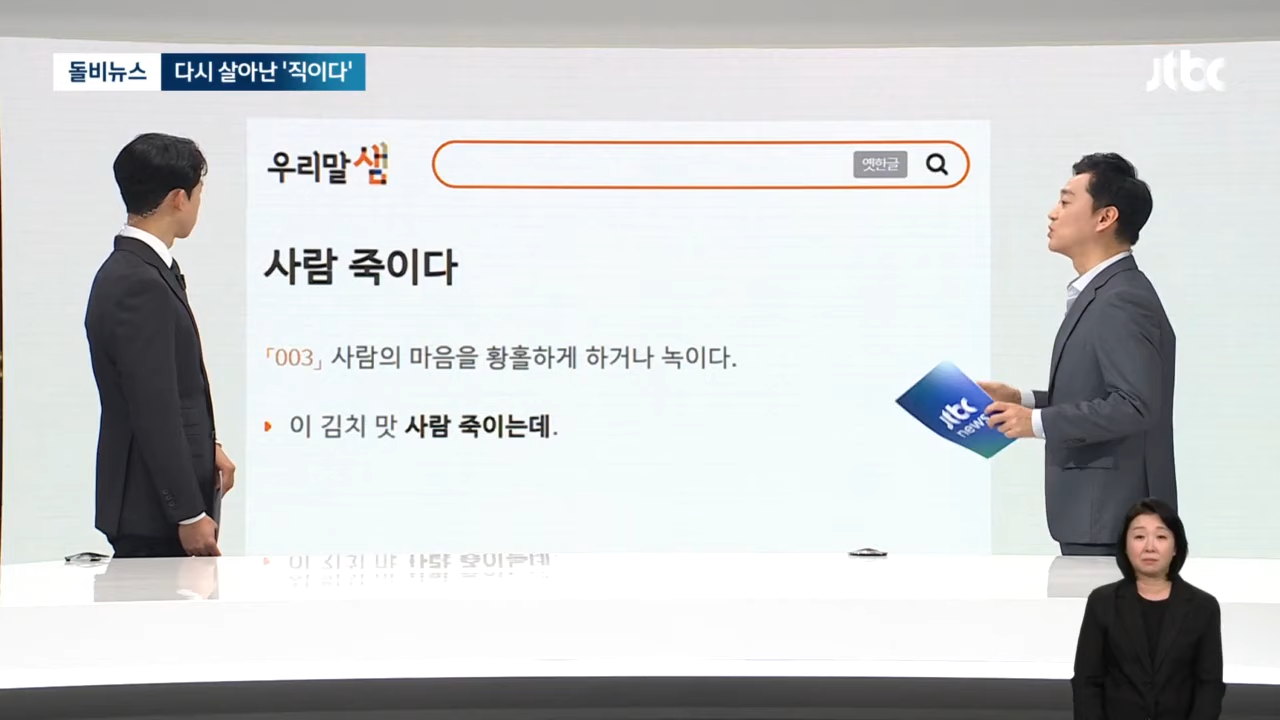 돌비뉴스 다시 살아난 '직이다'
jtbc
우리말샘
옛한글
사람 죽이다
「003」 사람의 마음을 황홀하게 하거나 녹이다.
이 김치 맛 사람 죽이는데.
jtbc
news